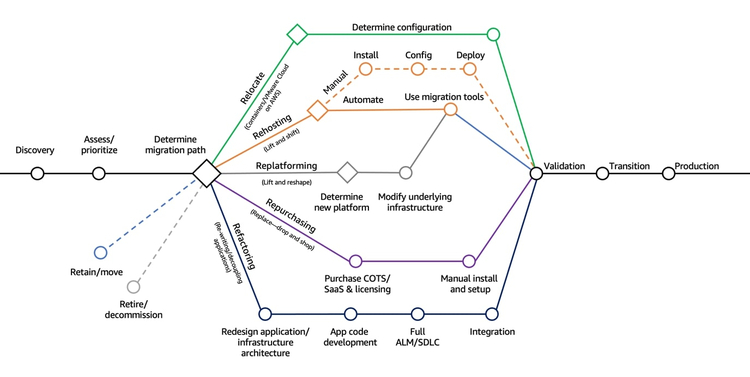 Discovery
Assess/
prioritize
Determine
migration path
Relocate
(Containers/VMware Cloud
on AWS)
Determine configuration
Rehosting
(Lift and shift)
Manual
Install
Config
Deploy
Automate
Use migration tools
Replatforming
(Lift and reshape)
Determine
new platform
Modify underlying
infrastructure
Repurchasing
(Replace—drop and shop)
Purchase COTS/
SaaS & licensing
Manual install
and setup
Refactoring
(Re-writing/decoupling
applications)
Redesign application/
infrastructure
architecture
App code
development
Full
ALM/SDLC
Integration
Retain/move
Retire/
decommission
Validation
Transition
Production